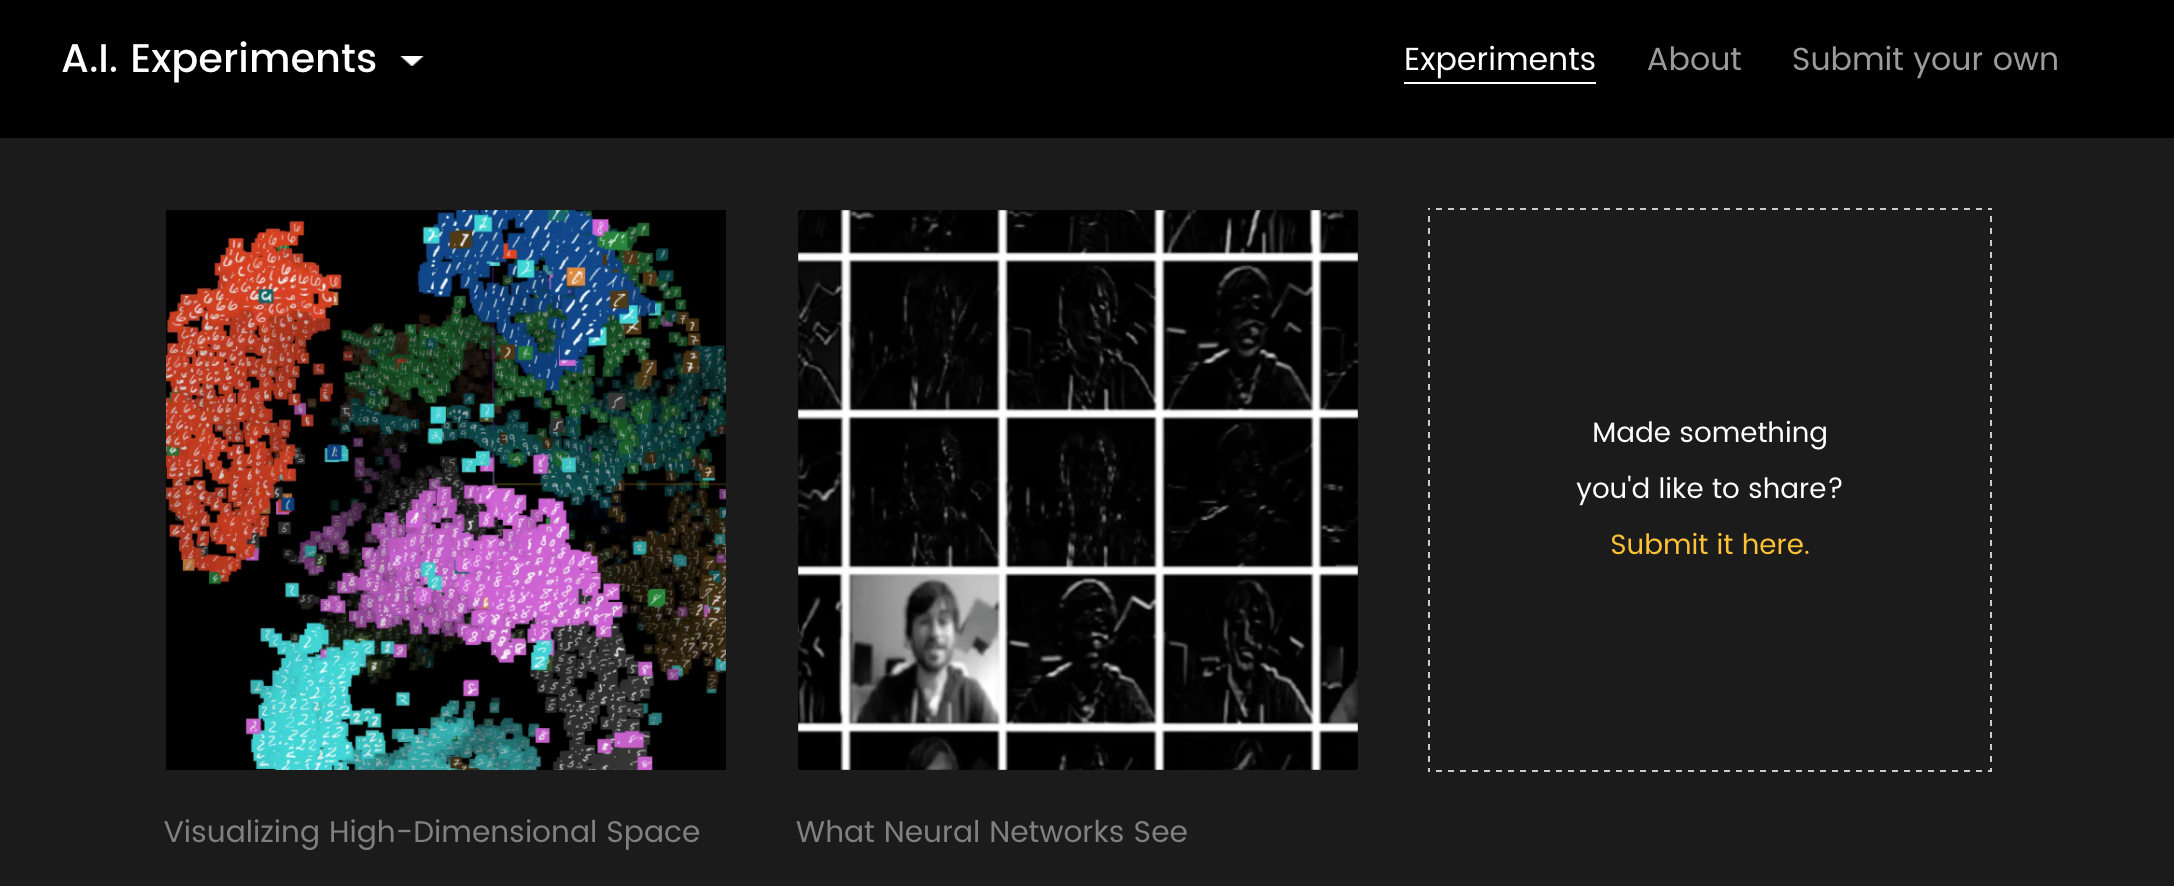 A.I. Experiments
Experiments
About
Submit your own
Made something
you'd like to share?
Submit it here.
Visualizing High-Dimensional Space
What Neural Networks See